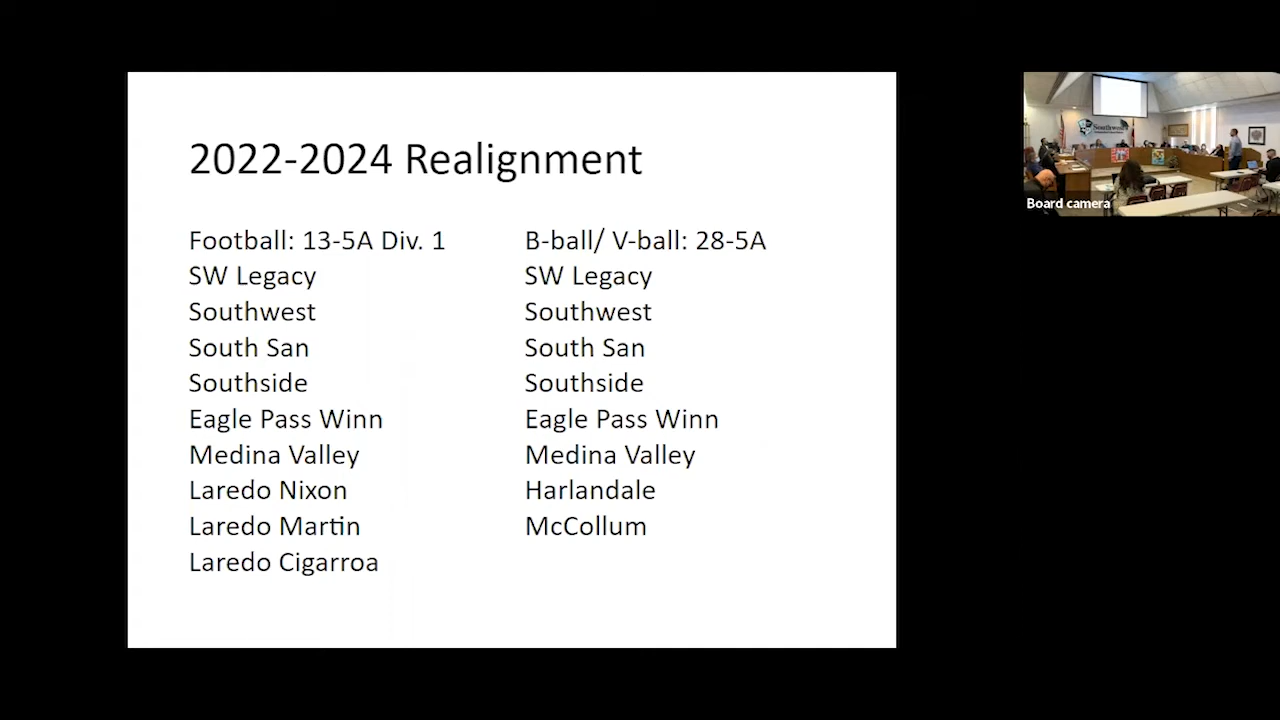 2022-2024 Realignment
Football: 13-5A Div. 1
SW Legacy
Southwest
South San
Southside
Eagle Pass Winn
Medina Valley
Laredo Nixon
Laredo Martin
Laredo Cigarroa
B-ball/ V-ball: 28-5A
SW Legacy
Southwest
South San
Southside
Eagle Pass Winn
Medina Valley
Harlandale
McCollum
Southwest
Board camera